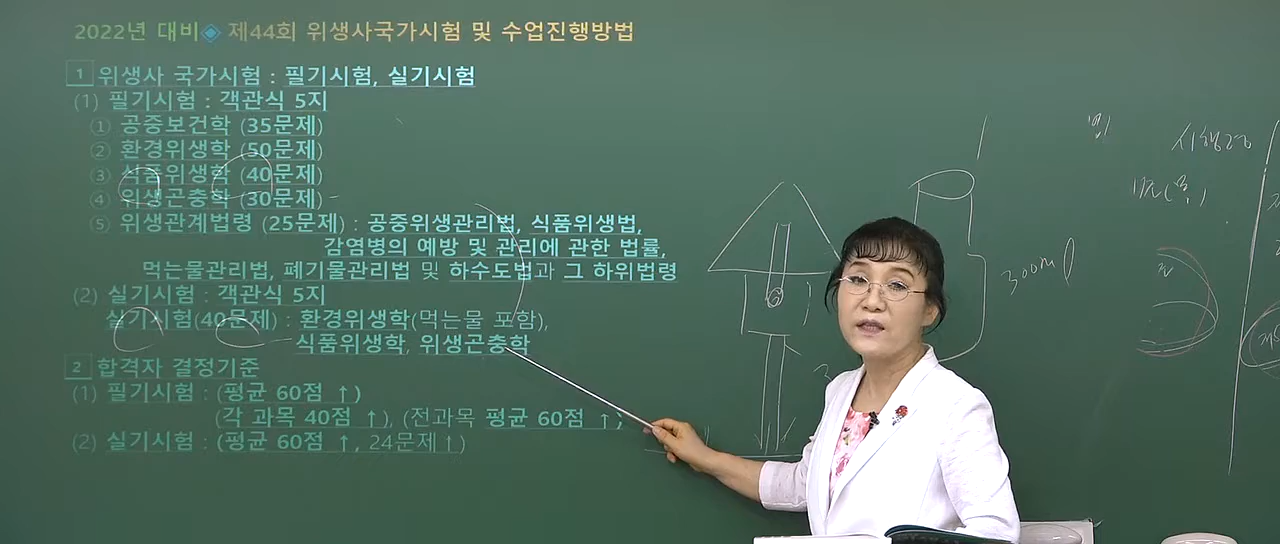 2022년 대비◈ 제44회 위생사국가시험 및 수업진행방법
1 위생사 국가시험 : 필기시험, 실기시험
(1) 필기시험 : 객관식 5지
① 공중보건학 (35문제)
② 환경위생학 (50문제)
③ 식품위생학 (40문제)
④ 위생곤충학 (30문제)
⑤ 위생관계법령 (25문제) : 공중위생관리법, 식품위생법,
감염병의 예방 및 관리에 관한 법률,
먹는물관리법, 폐기물관리법 및 하수도법과 그 하위법령
(2) 실기시험 : 객관식 5지
실기시험(40문제) : 환경위생학(먹는물 포함),
식품위생학, 위생곤충학
2 합격자 결정기준
(1) 필기시험 : (평균 60점 ↑)
(각 과목 40점 ↑), (전과목 평균 60점 ↑)
(2) 실기시험 : (평균 60점 ↑, 24문제↑)
300ml
시행령